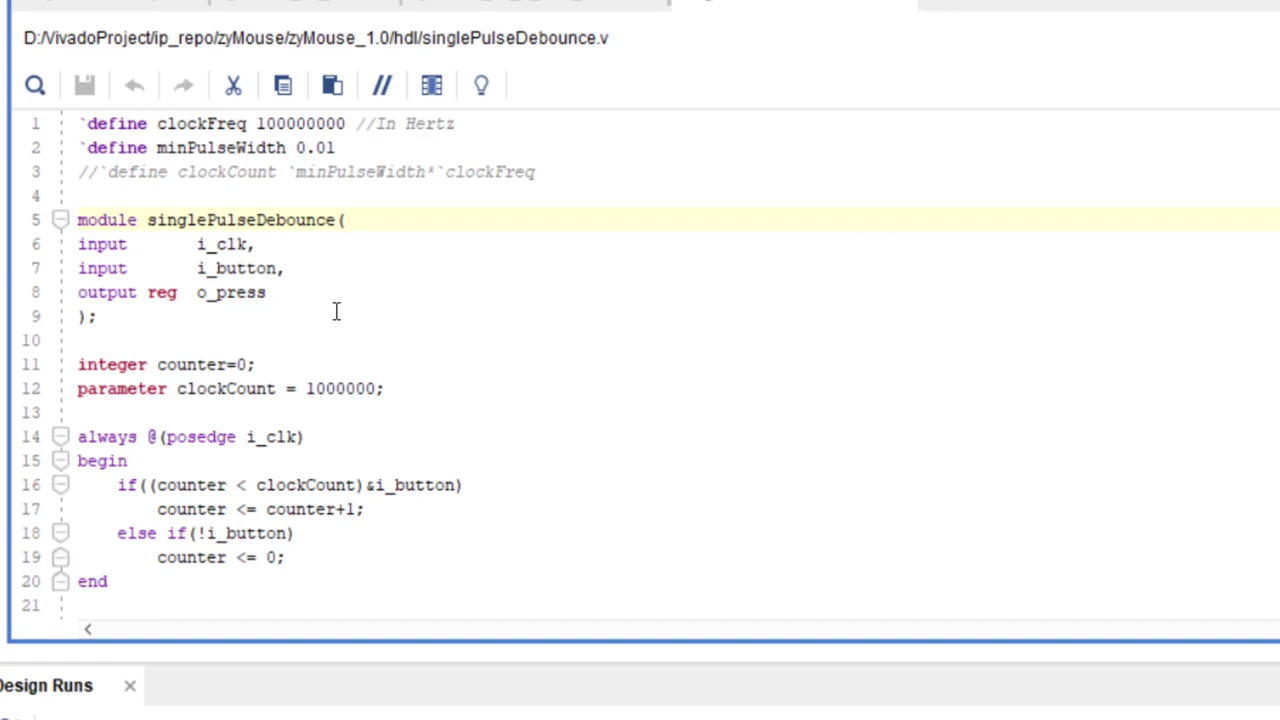 D:/VivadoProject/ip_repo/zyMouse/zyMouse_1.0/hdl/singlePulseDebounce.v
1 `define clockFreq 100000000 //In Hertz
2 `define minPulseWidth 0.01
3 //`define clockCount `minPulseWidth*`clockFreq
4
5 module singlePulseDebounce(
6 input i_clk,
7 input i_button,
8 output reg o_press
9 );
10
11 integer counter=0;
12 parameter clockCount = 1000000;
13
14 always @(posedge i_clk)
15 begin
16 if((counter < clockCount)&i_button)
17 counter <= counter+1;
18 else if(!i_button)
19 counter <= 0;
20 end
21
Design Runs